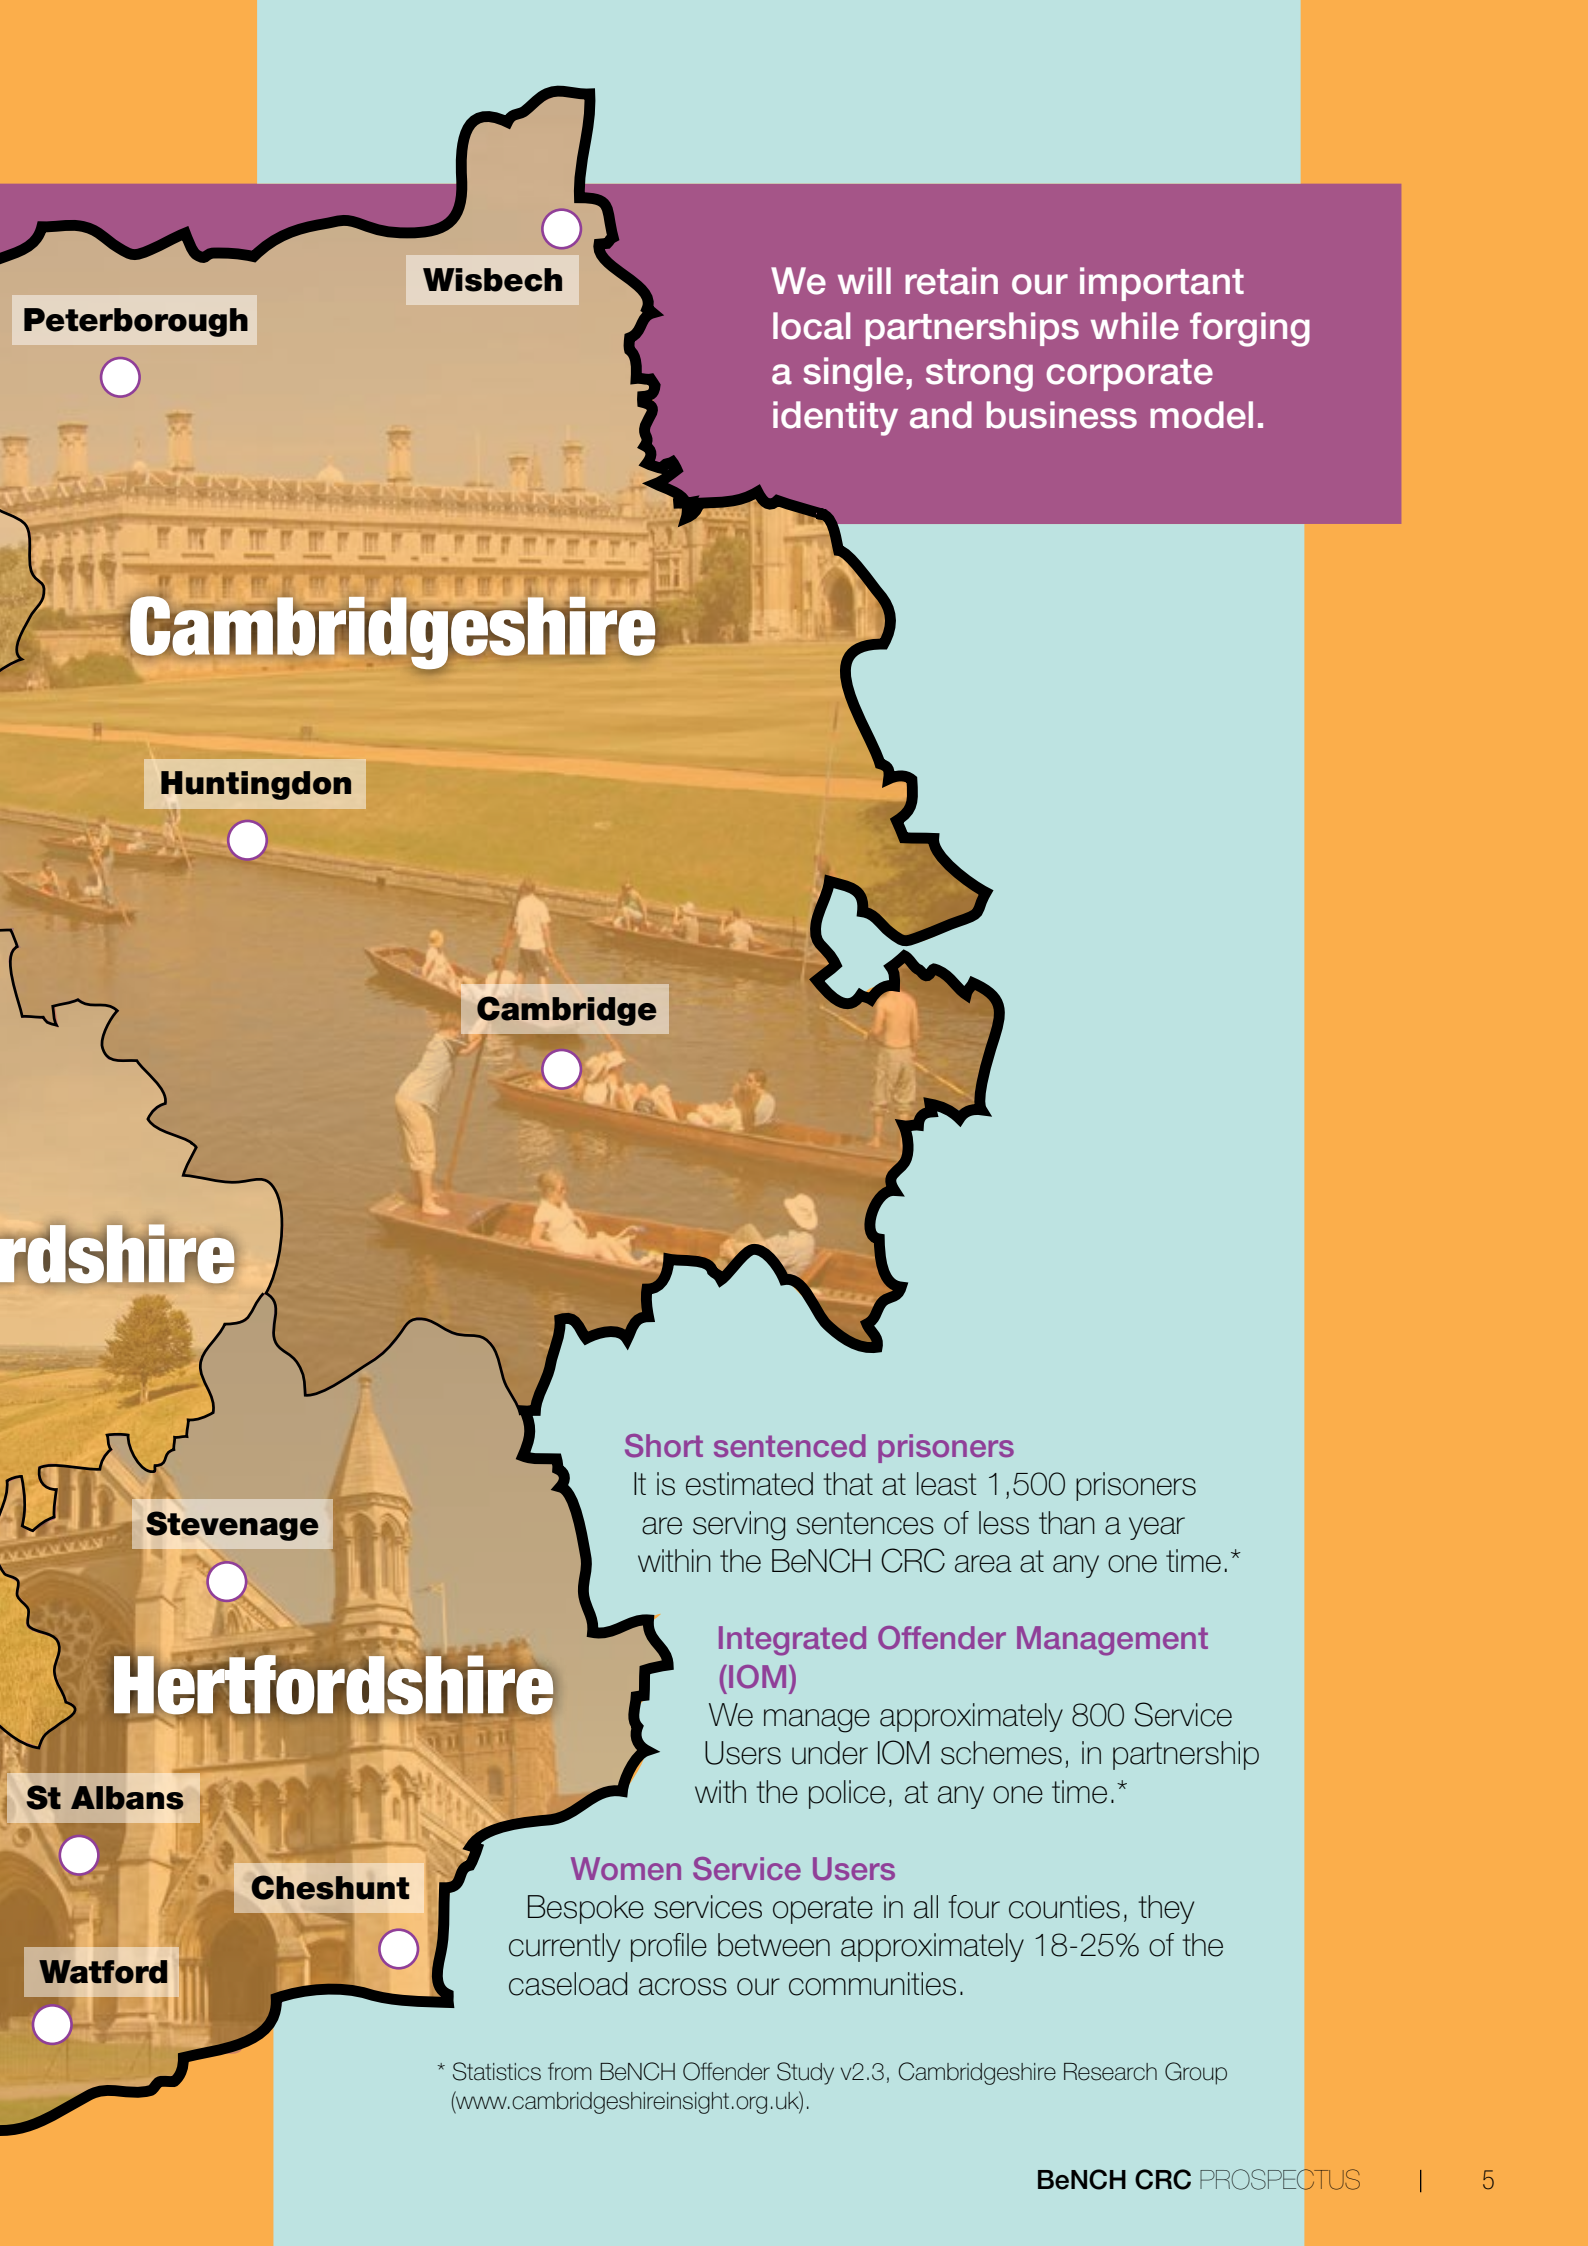 We will retain our important
local partnerships while forging
a single, strong corporate
identity and business model.
Wisbech
Peterborough
Cambridgeshire
Huntingdon
Cambridge
rdshire
Stevenage
Hertfordshire
St Albans
Cheshunt
Watford
Short sentenced prisoners
It is estimated that at least 1,500 prisoners
are serving sentences of less than a year
within the BeNCH CRC area at any one time.*
Integrated Offender Management
(IOM)
We manage approximately 800 Service
Users under IOM schemes, in partnership
with the police, at any one time.*
Women Service Users
Bespoke services operate in all four counties, they
currently profile between approximately 18-25% of the
caseload across our communities.
* Statistics from BeNCH Offender Study v2.3, Cambridgeshire Research Group
(www.cambridgeshireinsight.org.uk).
BeNCH CRC PROSPECTUS | 5